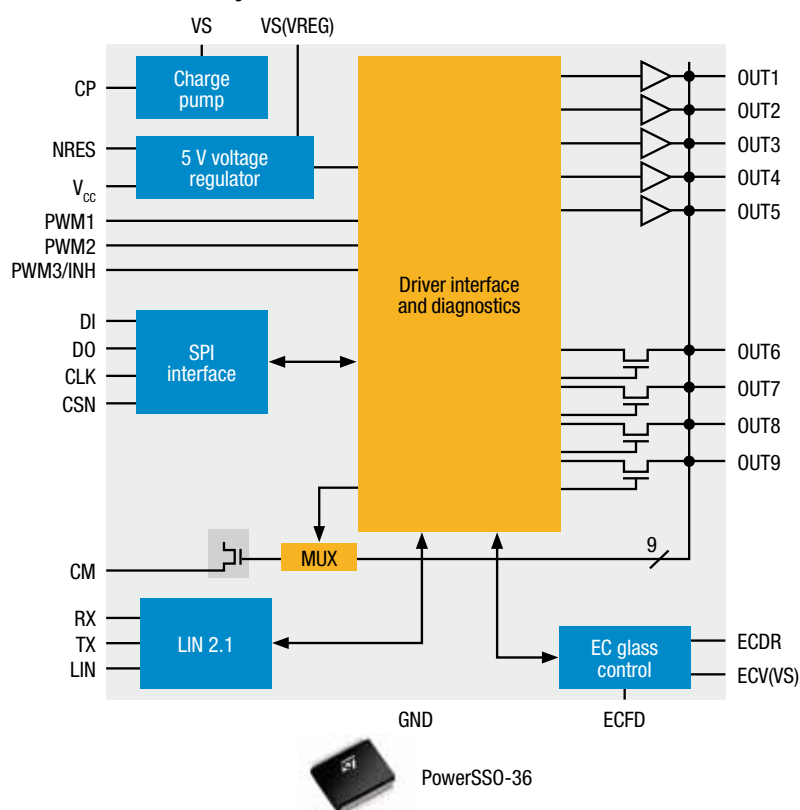 VS VS(VREG)
CP
Charge
pump
OUT1
OUT2
OUT3
OUT4
OUT5
NRES
VCC
5 V voltage
regulator
PWM1
PWM2
PWM3/INH
Driver interface
and diagnostics
DI
DO
CLK
CSN
SPI
interface
OUT6
OUT7
OUT8
OUT9
CM
MUX
9
RX
TX
LIN
LIN 2.1
EC glass
control
ECDR
ECV(VS)
GND
ECFD
PowerSSO-36